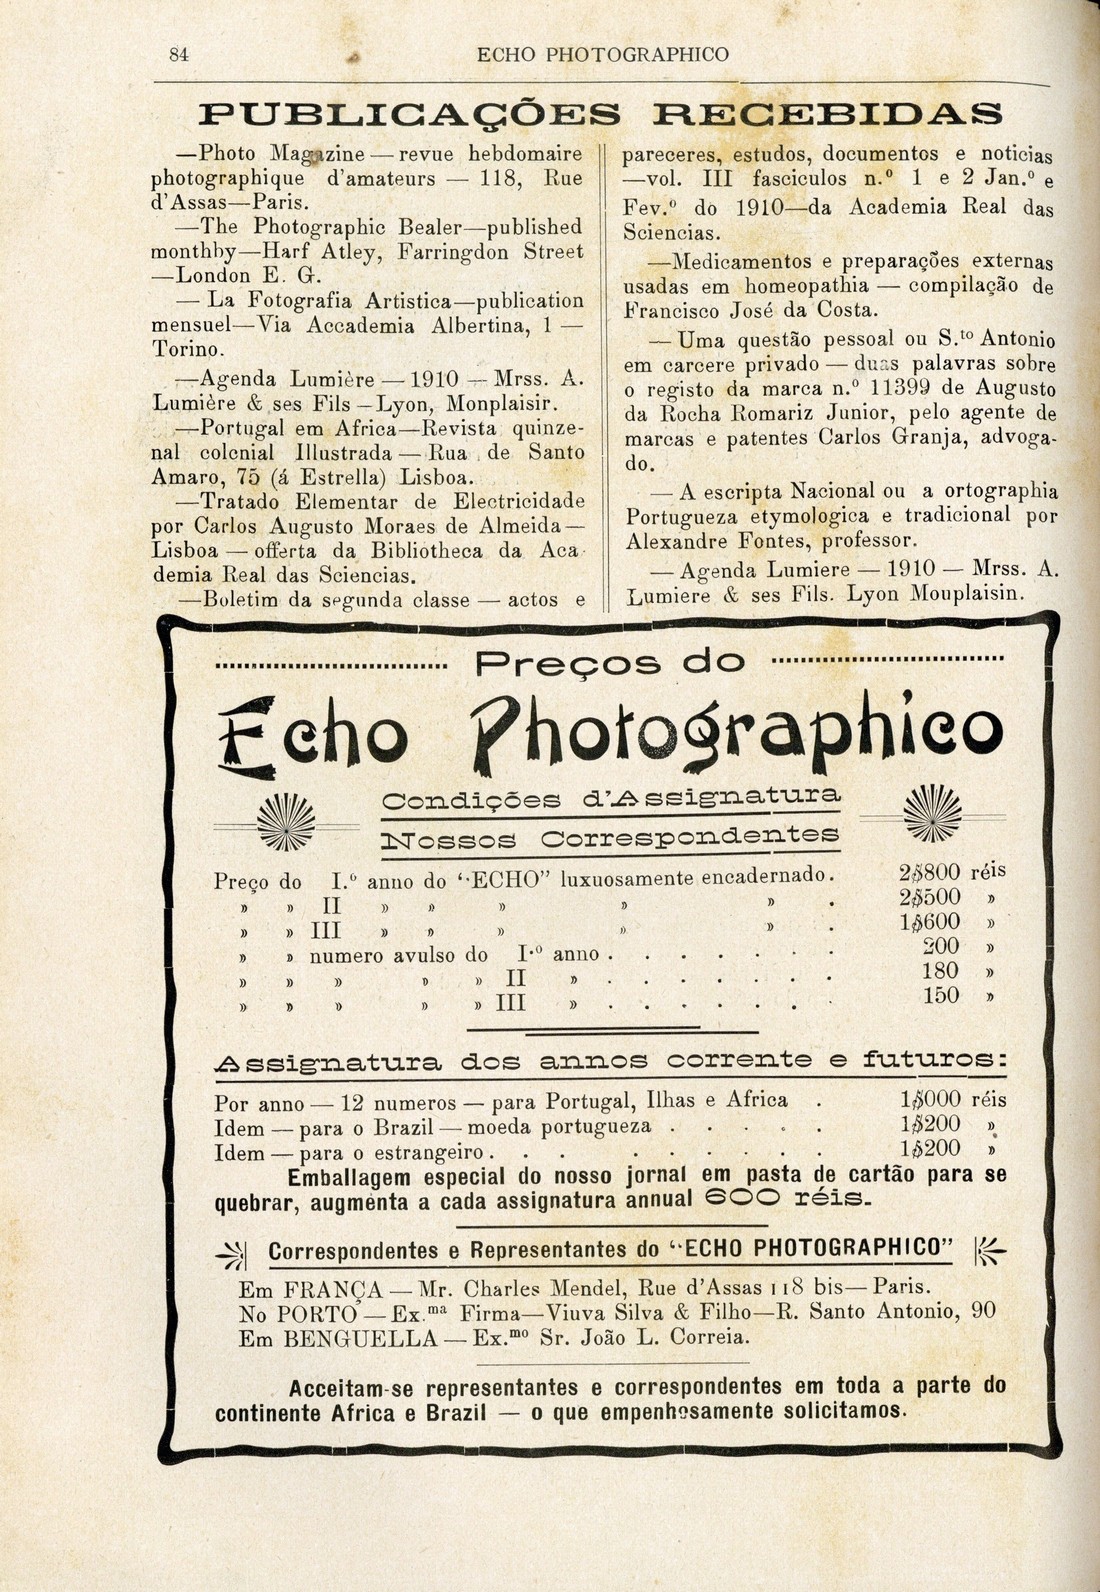 84
ECHO PHOTOGRAPHICO
PUBLICAÇÕES RECEBIDAS
—Photo Magazine — revue hebdomaire
photographique d'amateurs — 118, Rue
d'Assas—Paris.
—The Photographic Bealer—published
monthby—Harf Atley, Farringdon Street
—London E. G.
— La Fotografia Artistica—publication
mensuel—Via Accademia Albertina, 1 —
Torino.
—Agenda Lumière — 1910 — Mrss. A.
Lumière & ses Fils —Lyon, Monplaisir.
—Portugal em Africa—Revista quinze-
nal colonial Illustrada — Rua de Santo
Amaro, 75 (á Estrella) Lisboa.
—Tratado Elementar de Electricidade
por Carlos Augusto Moraes de Almeida —
Lisboa — offerta da Bibliotheca da Aca-
demia Real das Sciencias.
—Boletim da segunda classe — actos e
pareceres, estudos, documentos e noticias
—vol. III fasciculos n.º 1 e 2 Jan.º e
Fev.º do 1910—da Academia Real das
Sciencias.
—Medicamentos e preparações externas
usadas em homeopathia — compilação de
Francisco José da Costa.
— Uma questão pessoal ou S.to Antonio
em carcere privado — duas palavras sobre
o registo da marca n.º 11399 de Augusto
da Rocha Romariz Junior, pelo agente de
marcas e patentes Carlos Granja, advoga-
do.
— A escripta Nacional ou a ortographia
Portugueza etymologica e tradicional por
Alexandre Fontes, professor.
— Agenda Lumiere — 1910 — Mrss. A.
Lumiere & ses Fils. Lyon Mouplaisin.
Preços do
Echo Photographico
Condições d'Assignatura
Nossos Correspondentes
Preço do I.º anno do “ECHO” luxuosamente encadernado. 2$800 réis
» » II » » » » » . 2$500 »
» » III » » » » » . 1$600 »
» » numero avulso do I.º anno . . . . . . . 200 »
» » » » » II » . . . . . . . 180 »
» » » » » III » . . . . . . . 150 »
Assignatura dos annos corrente e futuros:
Por anno — 12 numeros — para Portugal, Ilhas e Africa . 1$000 réis
Idem — para o Brazil — moeda portugueza . . . . . 1$200 »
Idem — para o estrangeiro . . . . . . . . . 1$200 »
Emballagem especial do nosso jornal em pasta de cartão para se
quebrar, augmenta a cada assignatura annual 600 réis.
Correspondentes e Representantes do “ECHO PHOTOGRAPHICO”
Em FRANÇA — Mr. Charles Mendel, Rue d'Assas 118 bis—Paris.
No PORTO — Ex.ma Firma—Viuva Silva & Filho—R. Santo Antonio, 90
Em BENGUELLA — Ex.mo Sr. João L. Correia.
Acceitam-se representantes e correspondentes em toda a parte do
continente Africa e Brazil — o que empenhosamente solicitamos.